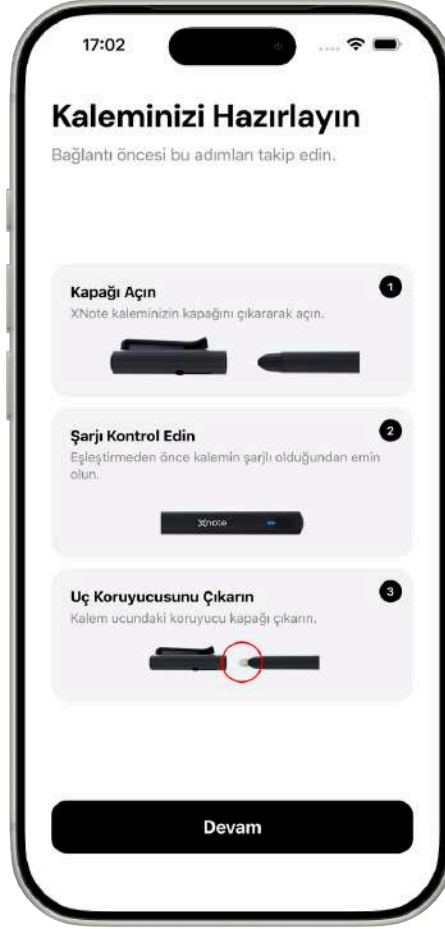 17:02
Kaleminizi Hazırlayın
Bağlantı öncesi bu adımları takip edin.
Kapağı Açın
1
XNote kaleminizin kapağını çıkararak açın.
Şarjı Kontrol Edin
2
Eşleştirmeden önce kalemin şarjlı olduğundan emin
olun.
Xnote
Uç Koruyucusunu Çıkarın
3
Kalem ucundaki koruyucu kapağı çıkarın.
Devam